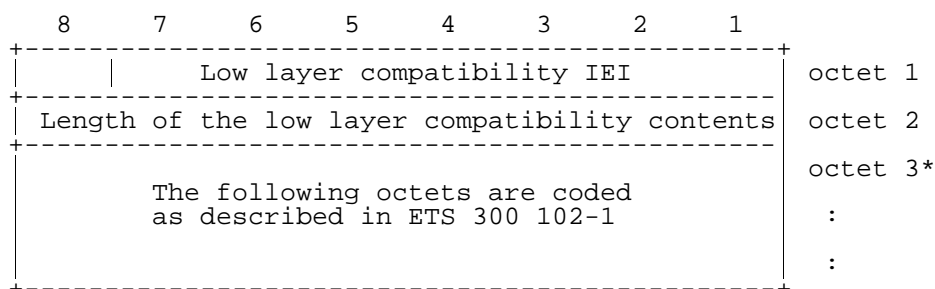 8 7 6 5 4 3 2 1
Low layer compatibility IEI octet 1
Length of the low layer compatibility contents octet 2
octet 3*
The following octets are coded
as described in ETS 300 102-1
:
: